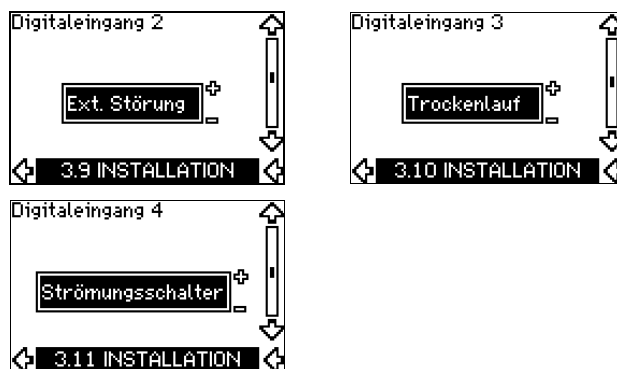 Digitaleingang 2
Ext. Störung
3.9 INSTALLATION
Digitaleingang 3
Trockenlauf
3.10 INSTALLATION
Digitaleingang 4
Strömungsschalter
3.11 INSTALLATION